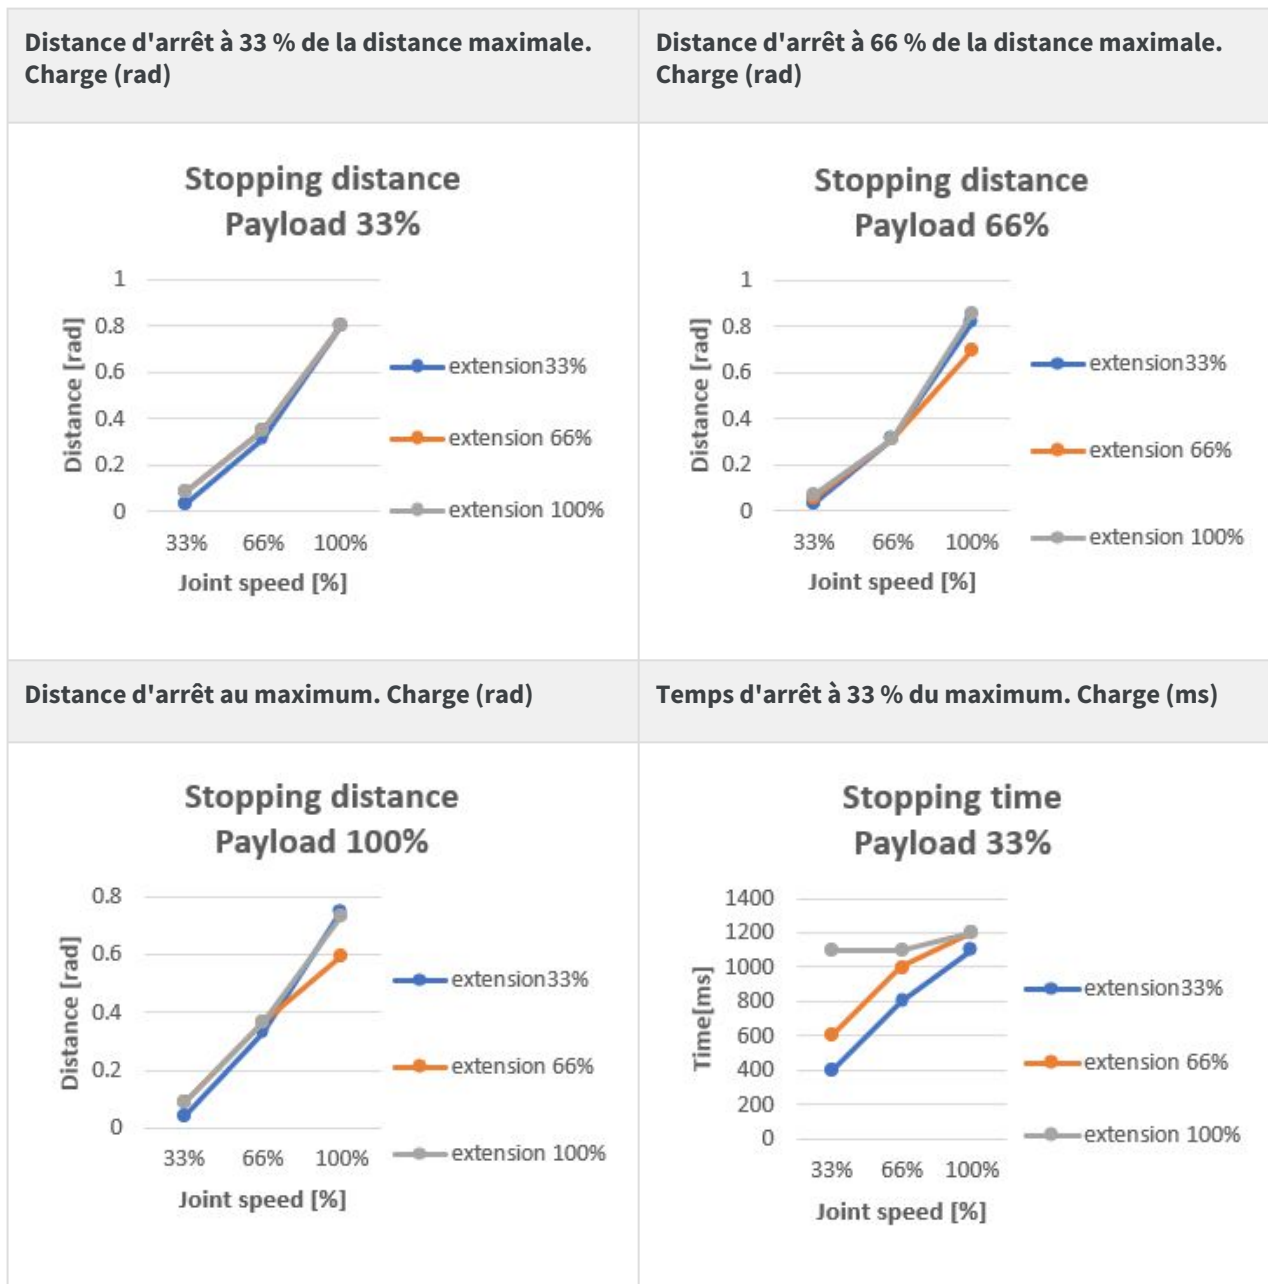 Distance d'arrêt à 33 % de la distance maximale.
Charge (rad)
Distance d'arrêt à 66 % de la distance maximale.
Charge (rad)
Stopping distance
Payload 33%
1
0.8
0.6
0.4
0.2
0
Distance [rad]
33% 66% 100%
Joint speed [%]
extension33%
extension 66%
extension 100%
Stopping distance
Payload 66%
1
0.8
0.6
0.4
0.2
0
Distance [rad]
33% 66% 100%
Joint speed [%]
extension33%
extension 66%
extension 100%
Distance d'arrêt au maximum. Charge (rad)
Temps d'arrêt à 33 % du maximum. Charge (ms)
Stopping distance
Payload 100%
0.8
0.6
0.4
0.2
0
Distance [rad]
33% 66% 100%
Joint speed [%]
extension33%
extension 66%
extension 100%
Stopping time
Payload 33%
1400
1200
1000
800
600
400
200
0
Time[ms]
33% 66% 100%
Joint speed [%]
extension33%
extension 66%
extension 100%